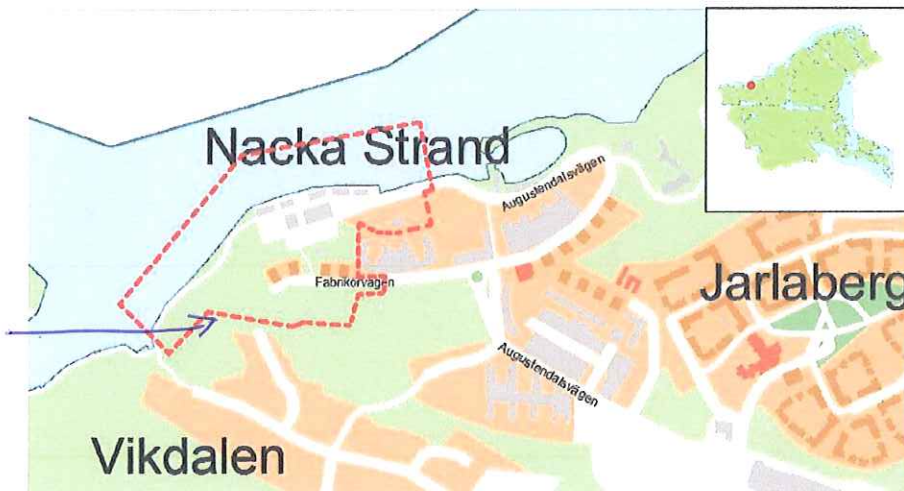 Nacka Strand
Augustendalsvägen
Fabrikörvägen
Jarlaberg
Augustendalsvägen
Vikdalen